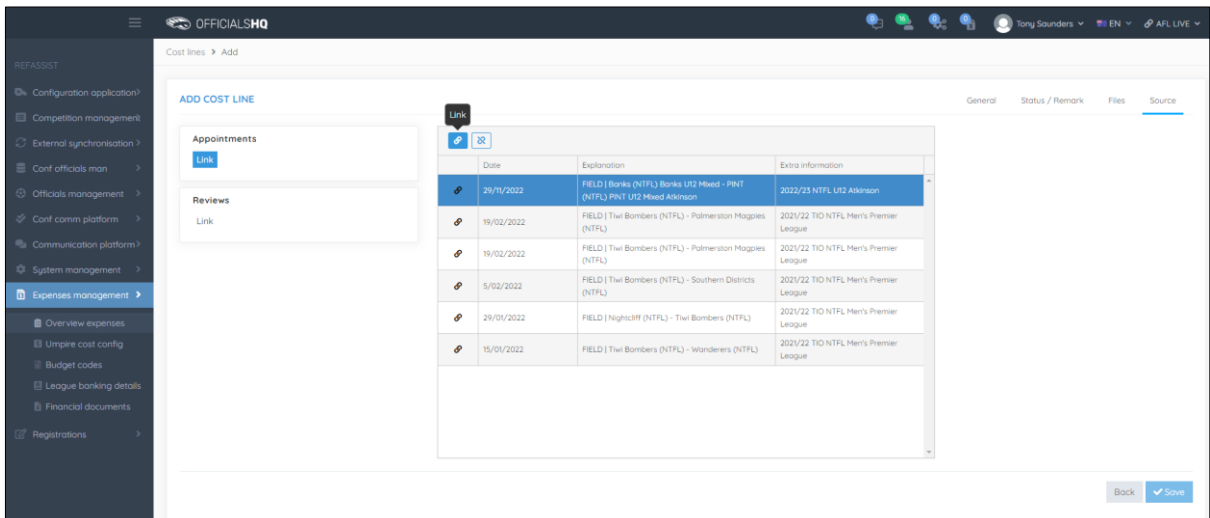 OFFICIALSHQ
0
16
0
0
Tony Saunders
EN
AFL LIVE
Cost lines > Add
REFASSIST
Configuration application
Competition management
External synchronisation
Conf officials man
Officials management
Conf comm platform
Communication platform
System management
Expenses management
Overview expenses
Umpire cost config
Budget codes
League banking details
Financial documents
Registrations
ADD COST LINE
General
Status / Remark
Files
Source
Appointments
Link
Reviews
Link
Link
Date
Explanation
Extra information
29/11/2022
FIELD | Banks (NTFL) Banks U12 Mixed - PINT
(NTFL) PINT U12 Mixed Atkinson
2022/23 NTFL U12 Atkinson
19/02/2022
FIELD | Tiwi Bombers (NTFL) - Palmerston Magpies
(NTFL)
2021/22 TIO NTFL Men's Premier
League
19/02/2022
FIELD | Tiwi Bombers (NTFL) - Palmerston Magpies
(NTFL)
2021/22 TIO NTFL Men's Premier
League
5/02/2022
FIELD | Tiwi Bombers (NTFL) - Southern Districts
(NTFL)
2021/22 TIO NTFL Men's Premier
League
29/01/2022
FIELD | Nightcliff (NTFL) - Tiwi Bombers (NTFL)
2021/22 TIO NTFL Men's Premier
League
15/01/2022
FIELD | Tiwi Bombers (NTFL) - Wanderers (NTFL)
2021/22 TIO NTFL Men's Premier
League
Back
Save